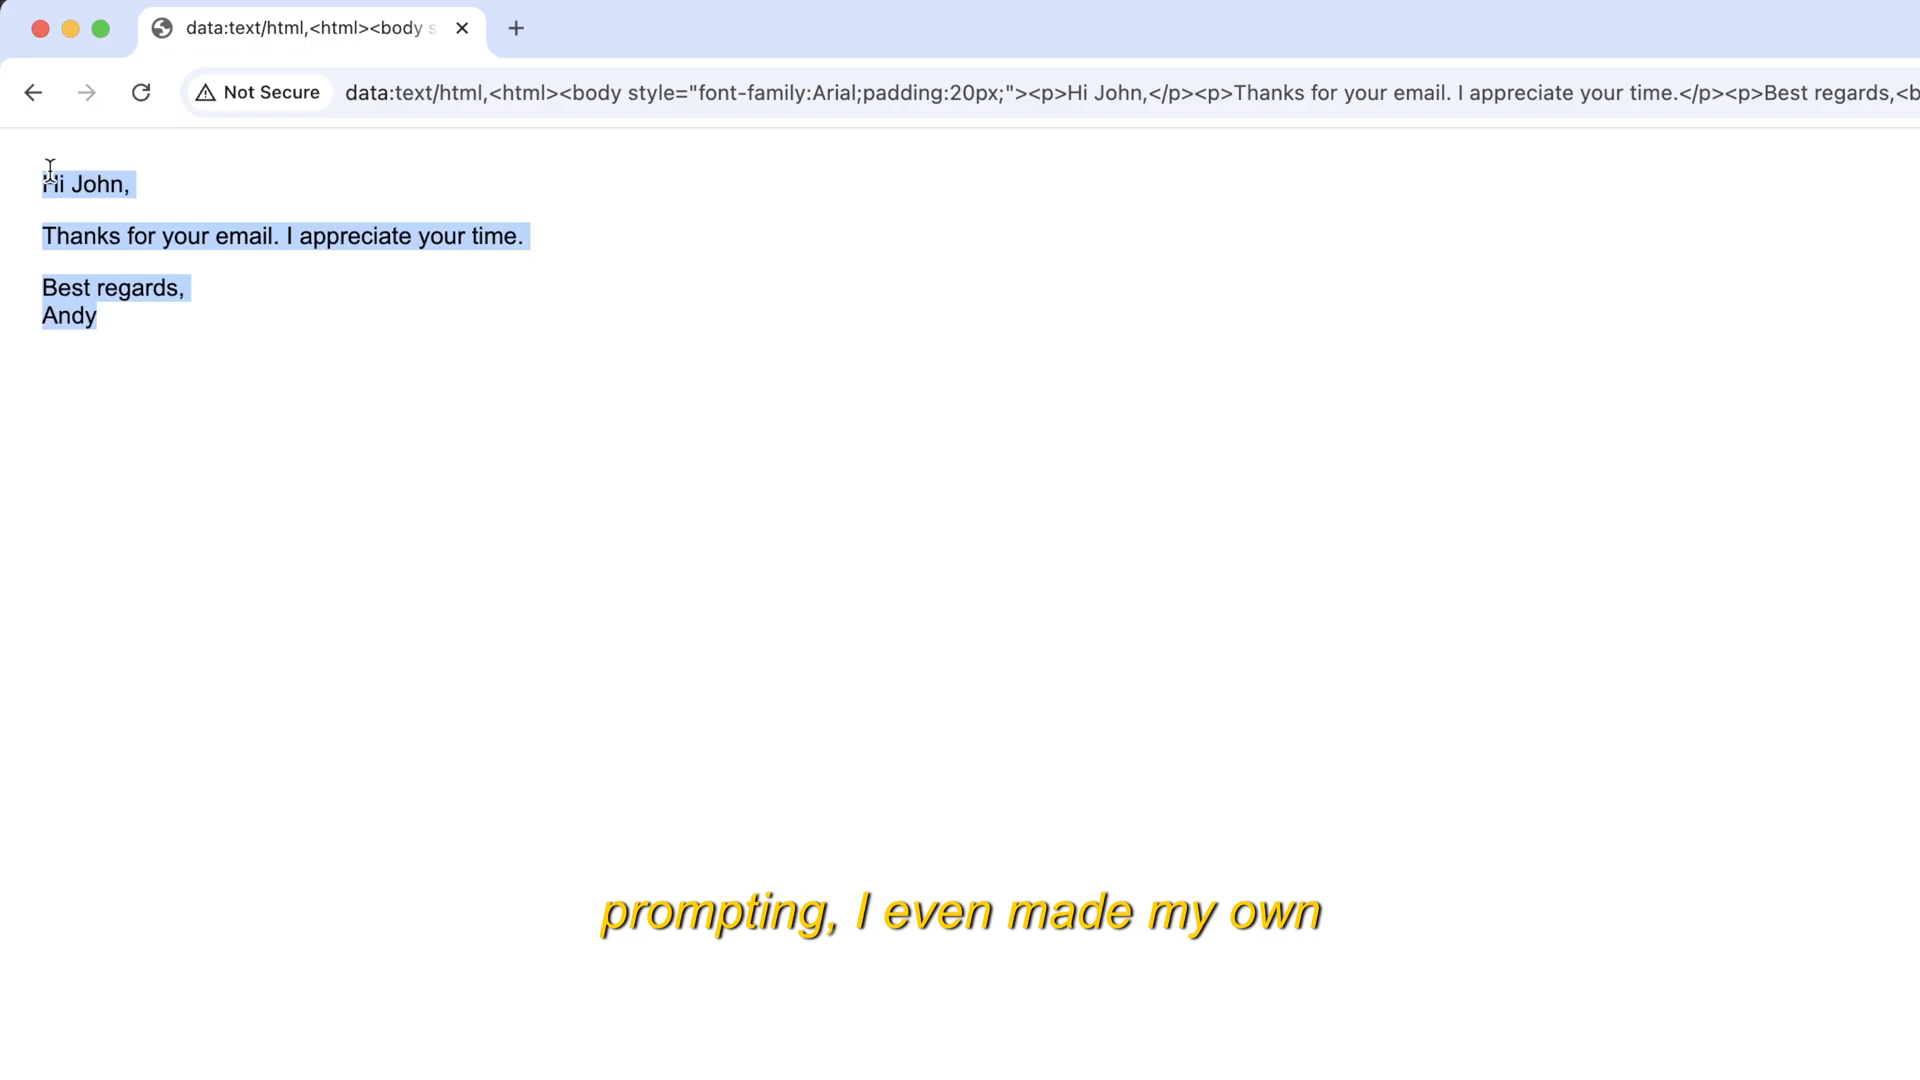 data:text/html,<html><body s
Not Secure
data:text/html,<html><body style="font-family:Arial;padding:20px;"><p>Hi John,</p><p>Thanks for your email. I appreciate your time.</p><p>Best regards,<b
Hi John,
Thanks for your email. I appreciate your time.
Best regards,
Andy
prompting, I even made my own